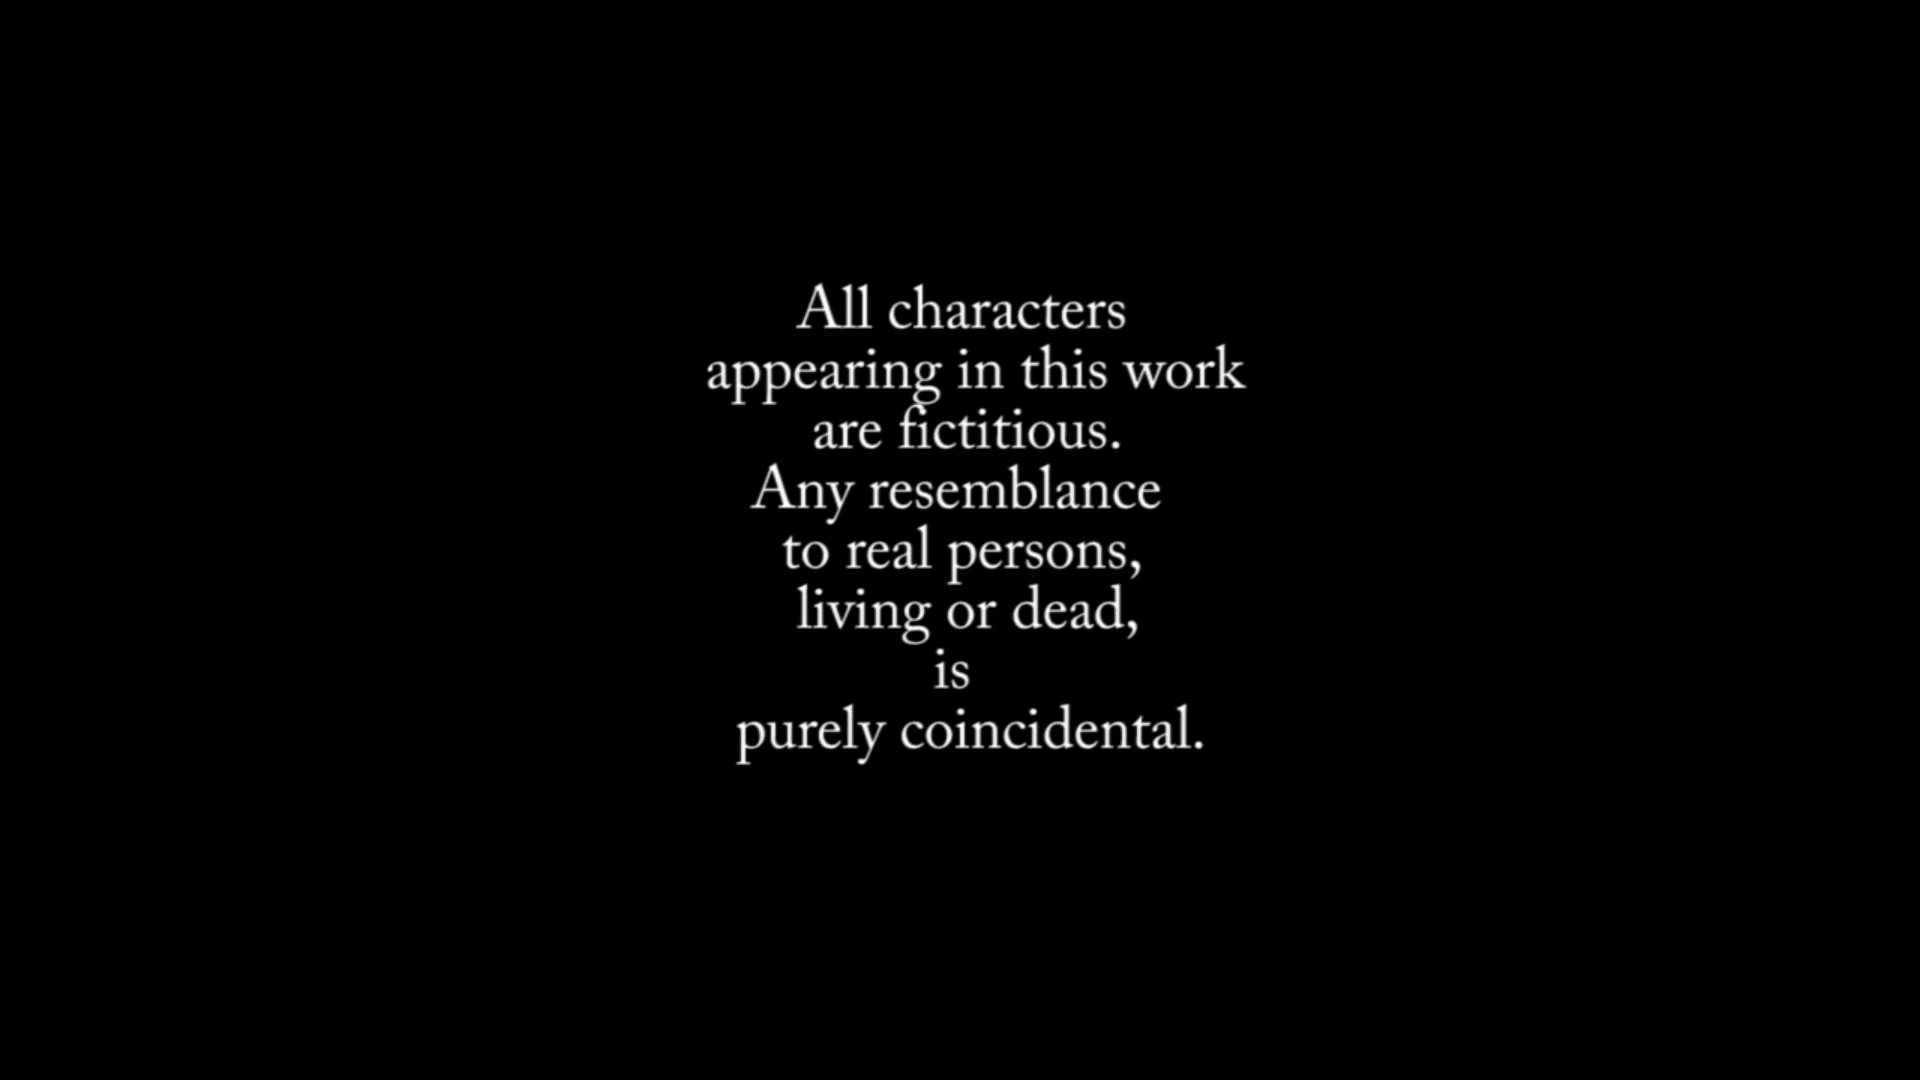 All characters
appearing in this work
are fictitious.
Any resemblance
to real persons,
living or dead,
is
purely coincidental.